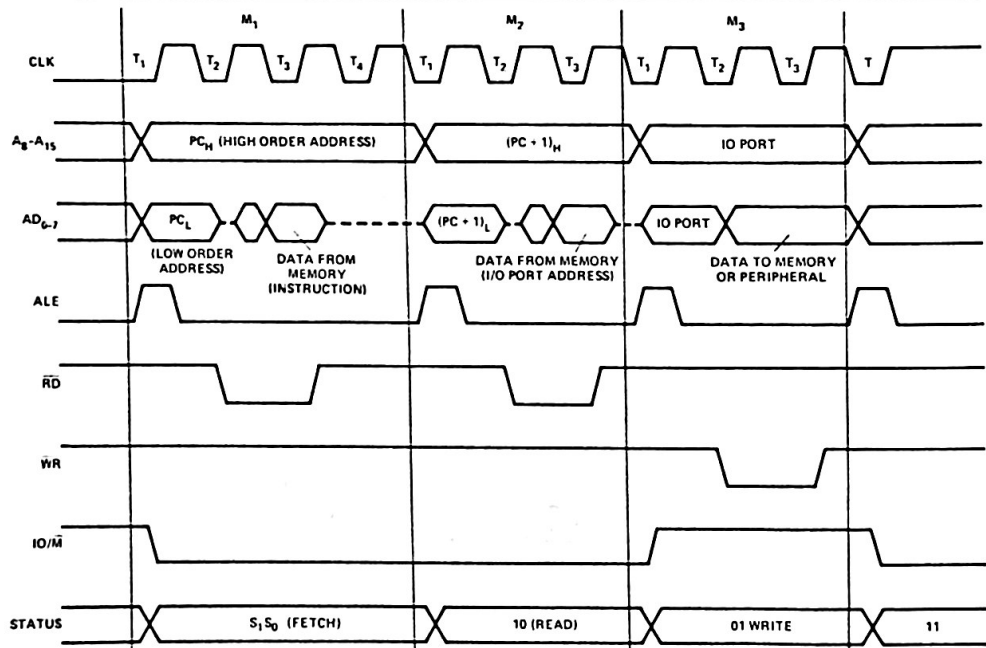 M1 M2 M3
CLK T1 T2 T3 T4 T1 T2 T3 T1 T2 T3 T
A8-A15 PCH (HIGH ORDER ADDRESS) (PC + 1)H IO PORT
AD0-7 PCL (PC + 1)L IO PORT
(LOW ORDER ADDRESS)
DATA FROM MEMORY (INSTRUCTION)
DATA FROM MEMORY (I/O PORT ADDRESS)
DATA TO MEMORY OR PERIPHERAL
ALE
R̅D̅
W̅R̅
IO/M̅
STATUS S1S0 (FETCH) 10 (READ) 01 WRITE 11